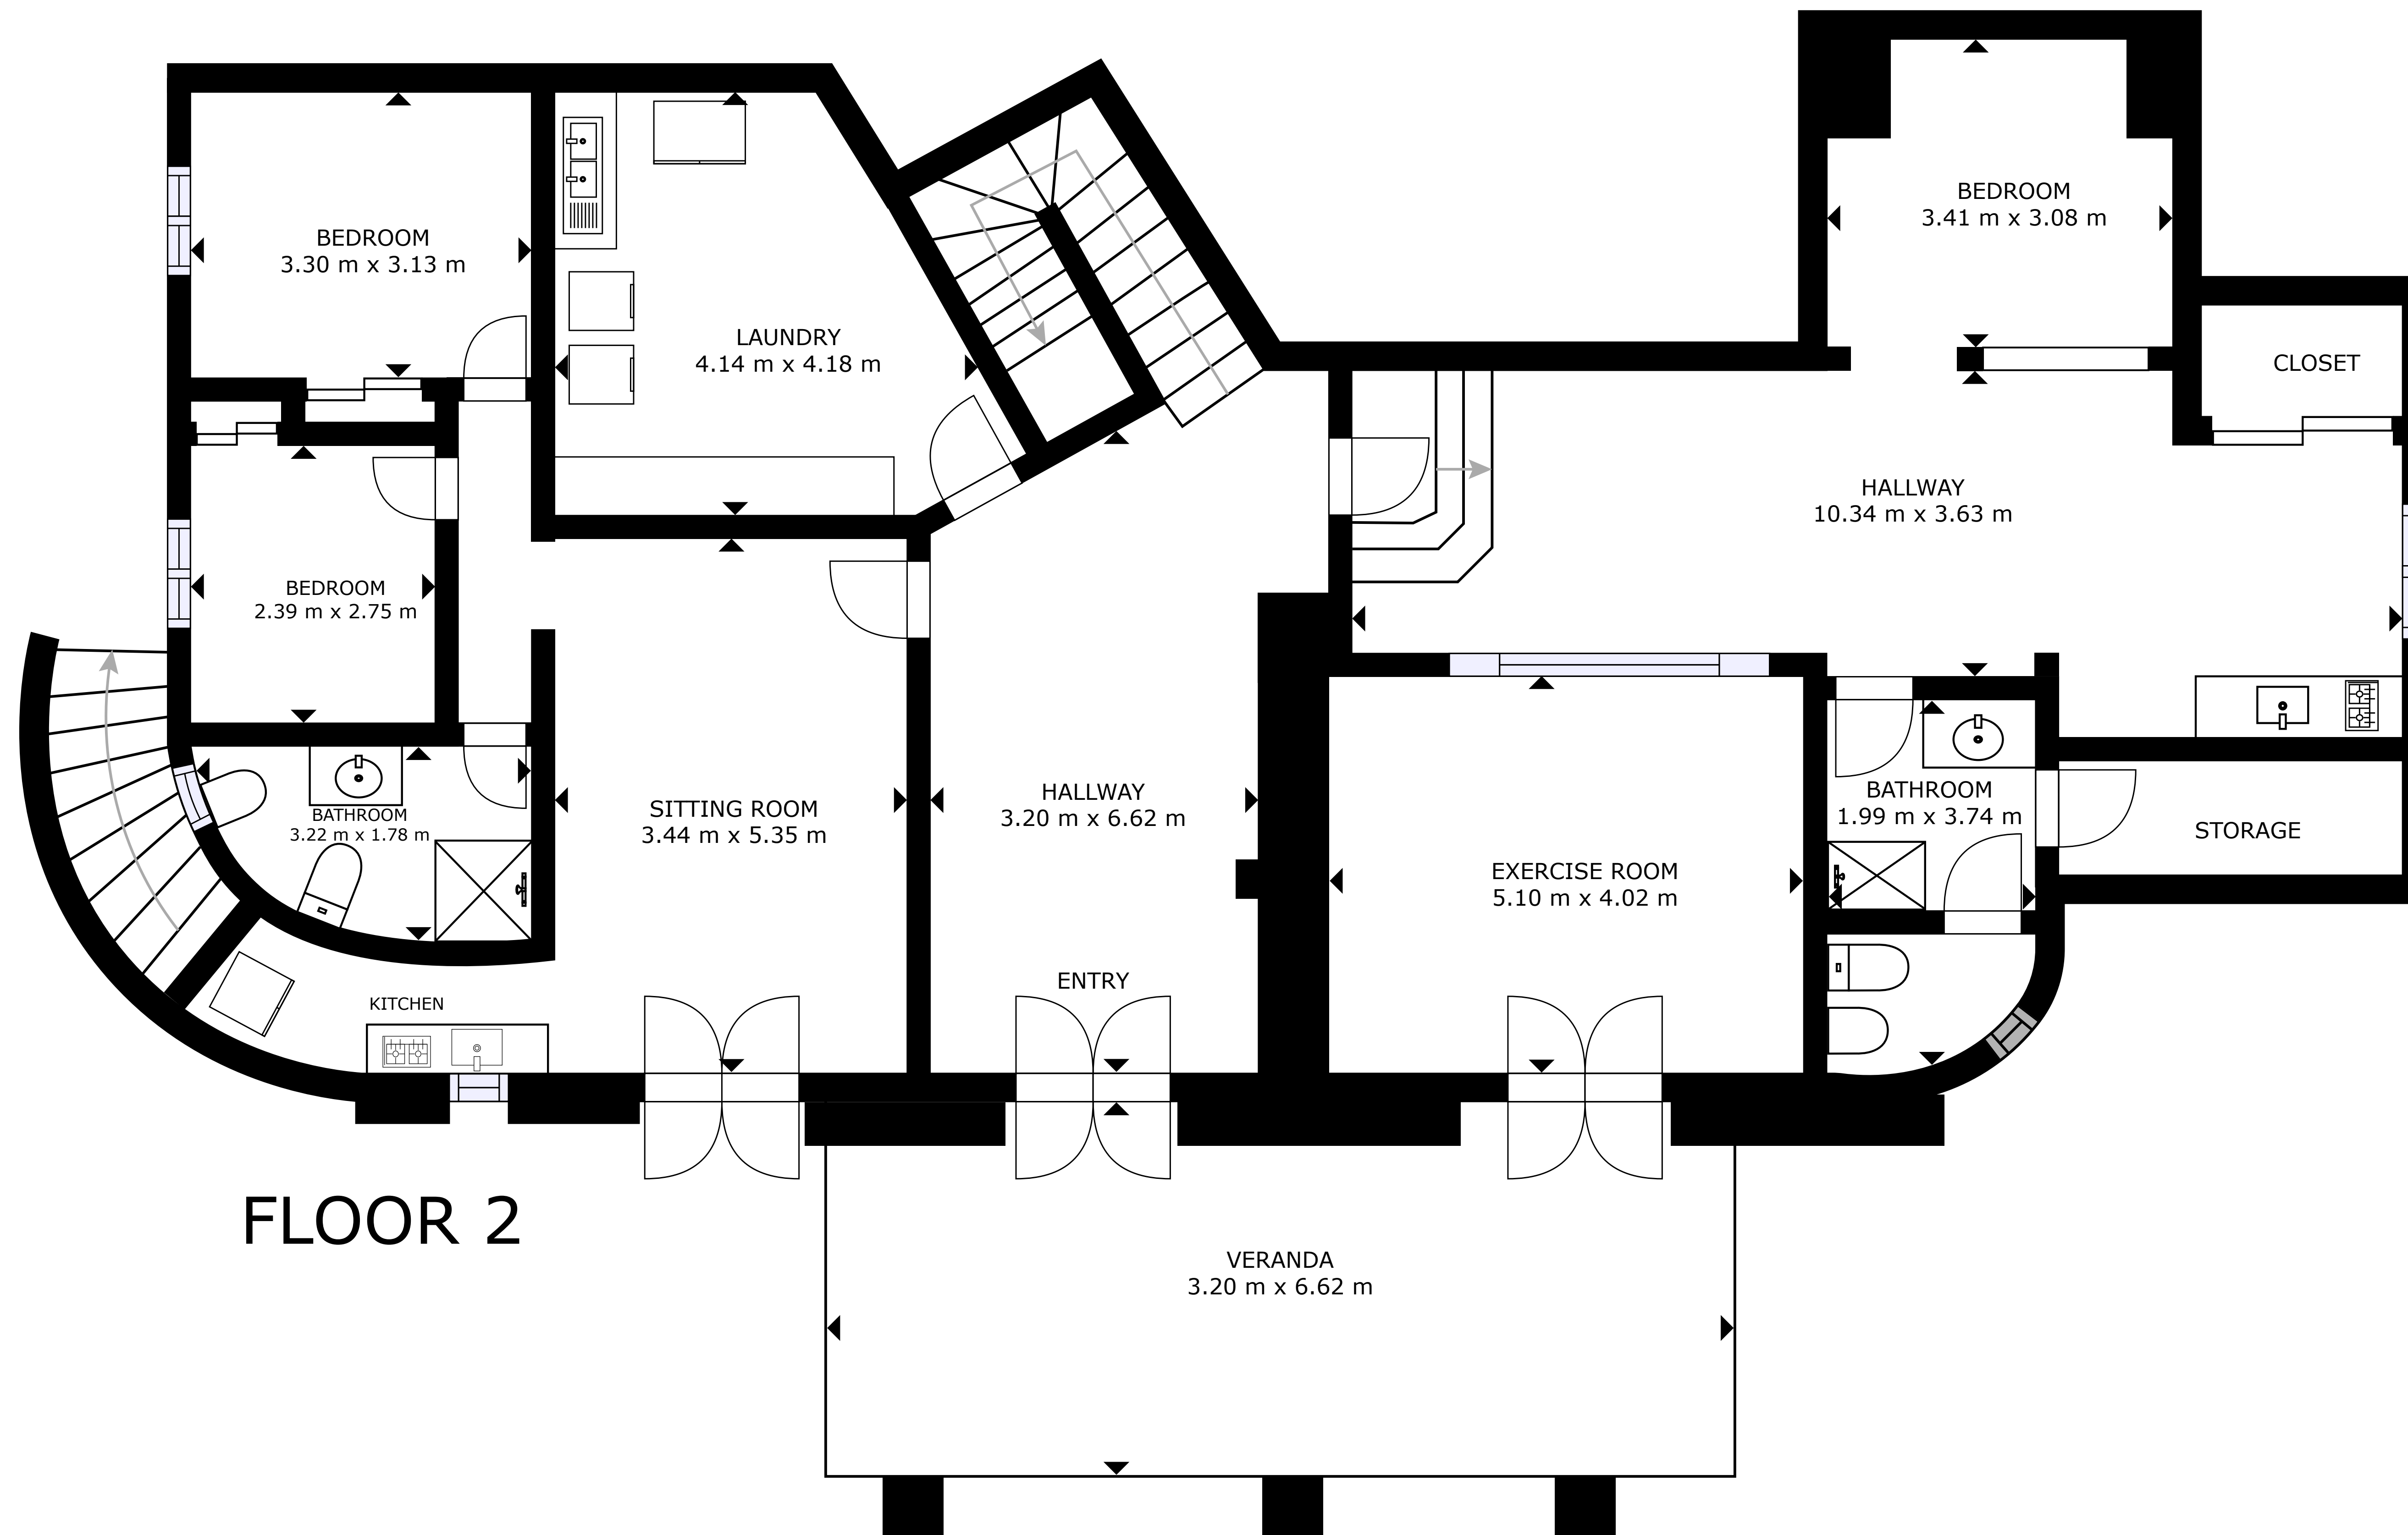 BEDROOM
3.41 m x 3.08 m
BEDROOM
3.30 m x 3.13 m
LAUNDRY
4.14 m x 4.18 m
CLOSET
HALLWAY
10.34 m x 3.63 m
BEDROOM
2.39 m x 2.75 m
BATHROOM
3.22 m x 1.78 m
SITTING ROOM
3.44 m x 5.35 m
HALLWAY
3.20 m x 6.62 m
BATHROOM
1.99 m x 3.74 m
STORAGE
EXERCISE ROOM
5.10 m x 4.02 m
ENTRY
KITCHEN
FLOOR 2
VERANDA
3.20 m x 6.62 m